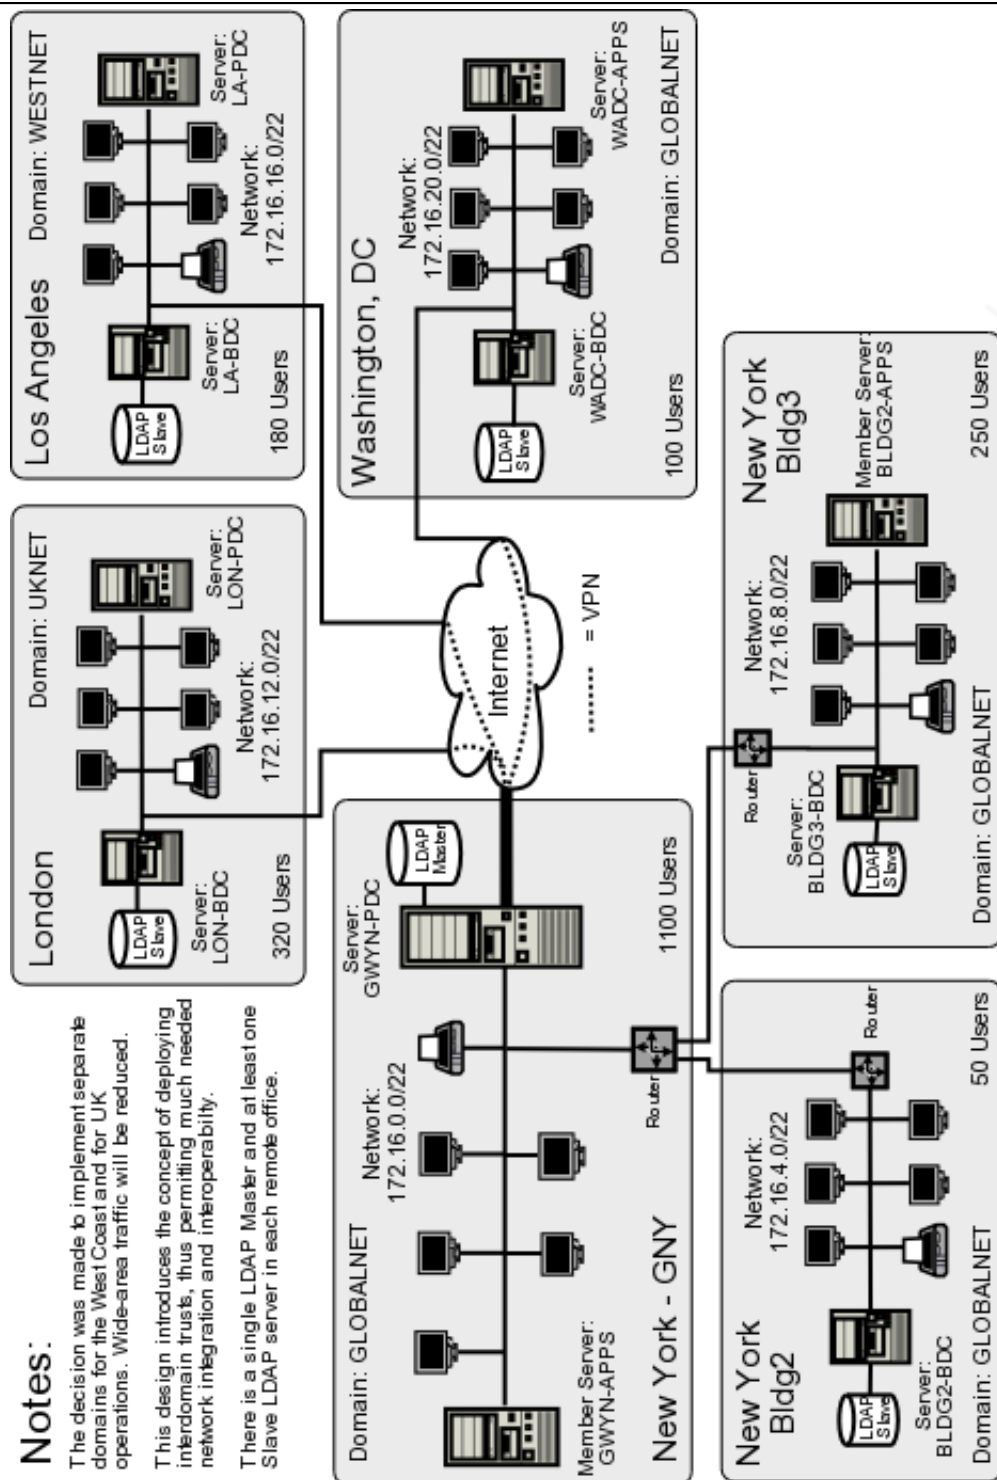 Notes:
The decision was made to implement separate
domains for the West Coast and for UK
operations. Wide-area traffic will be reduced.
This design introduces the concept of deploying
interdomain trusts, thus permitting much needed
network integration and interoperability.
There is a single LDAP Master and at least one
Slave LDAP server in each remote office.
London
Domain: UKNET
LDAP
Slave
Server:
LON-BDC
Network:
172.16.12.0/22
Server:
LON-PDC
320 Users
Los Angeles
Domain: WESTNET
LDAP
Slave
Server:
LA-BDC
Network:
172.16.16.0/22
Server:
LA-PDC
180 Users
Domain: GLOBALNET
Network:
172.16.0.0/22
Server:
GWYN-PDC
LDAP
Master
Member Server:
GWYN-APPS
Router
New York - GNY
1100 Users
Internet
= VPN
Washington, DC
Network:
172.16.20.0/22
LDAP
Slave
Server:
WADC-BDC
Server:
WADC-APPS
100 Users
Domain: GLOBALNET
New York
Bldg2
Network:
172.16.4.0/22
Router
LDAP
Slave
Server:
BLDG2-BDC
Domain: GLOBALNET
50 Users
New York
Bldg3
Router
Network:
172.16.8.0/22
Server:
BLDG3-BDC
LDAP
Slave
Member Server:
BLDG2-APPS
Domain: GLOBALNET
250 Users